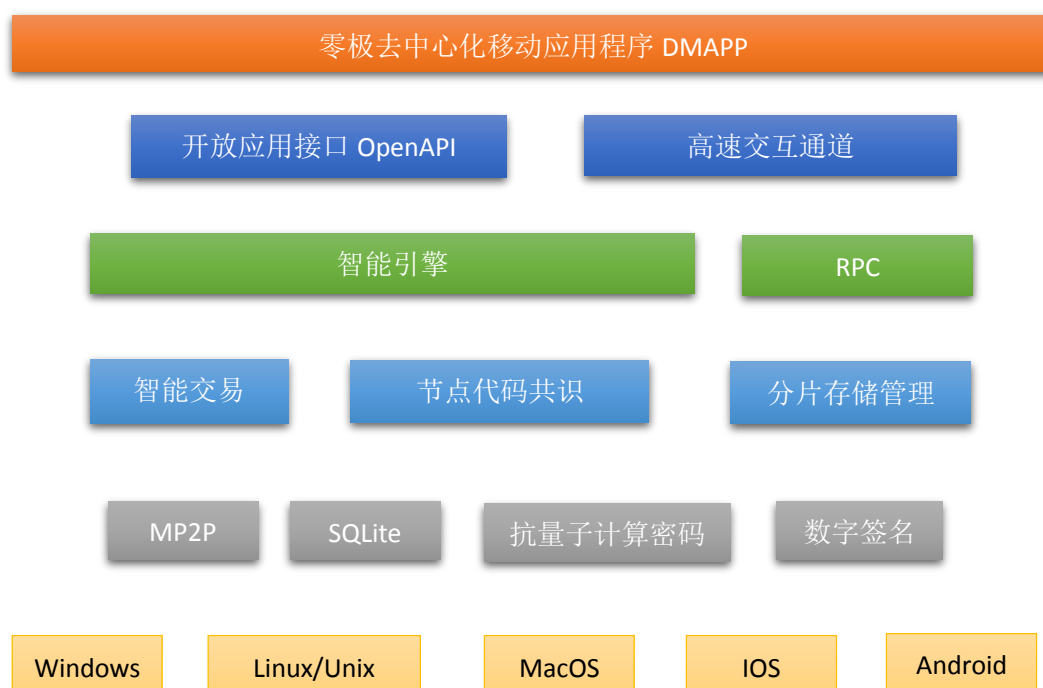 零极去中心化移动应用程序 DMAPP
开放应用接口 OpenAPI
高速交互通道
智能引擎
RPC
智能交易
节点代码共识
分片存储管理
MP2P
SQLite
抗量子计算密码
数字签名
Windows
Linux/Unix
MacOS
IOS
Android